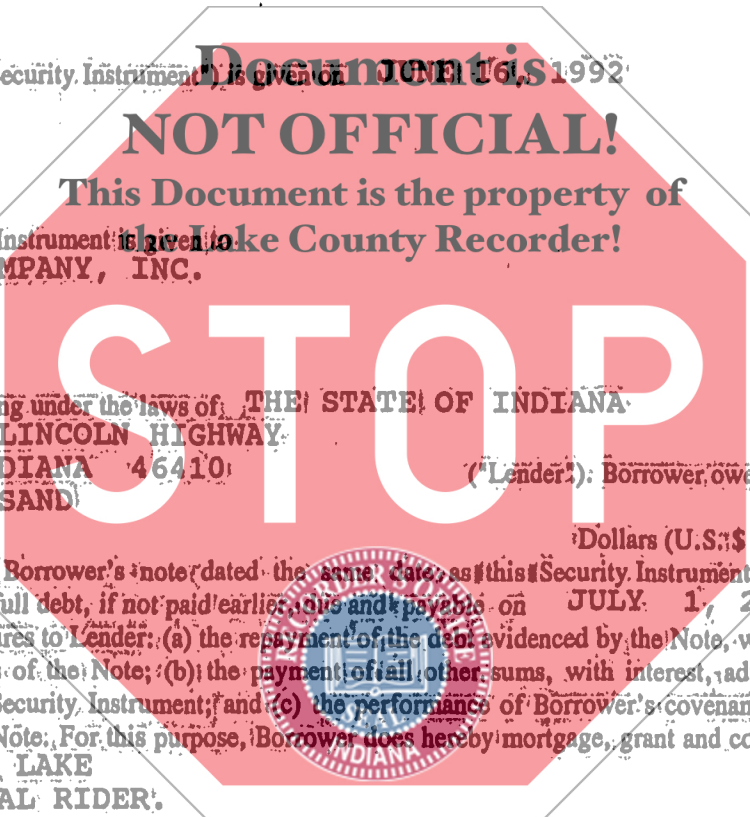 Document is
ecurity Instrument") is given on JUNE 16, 1992
NOT OFFICIAL!
This Document is the property of
the Lake County Recorder!
Instrument is given to
MPANY, INC.
STOP
ng under the laws of THE STATE OF INDIANA
LINCOLN HIGHWAY
DIANA 46410
("Lender"). Borrower owe
SAND
Dollars (U.S. $
Borrower's note dated the same date as this Security Instrument
ull debt, if not paid earlier, due and payable on JULY 1, 2
res to Lender: (a) the repayment of the debt evidenced by the Note, w
of the Note; (b) the payment of all other sums, with interest, ad
Security Instrument; and (c) the performance of Borrower's covenan
Note. For this purpose, Borrower does hereby mortgage, grant and co
LAKE
AL RIDER.
RECORDER
SEAL
INDIANA